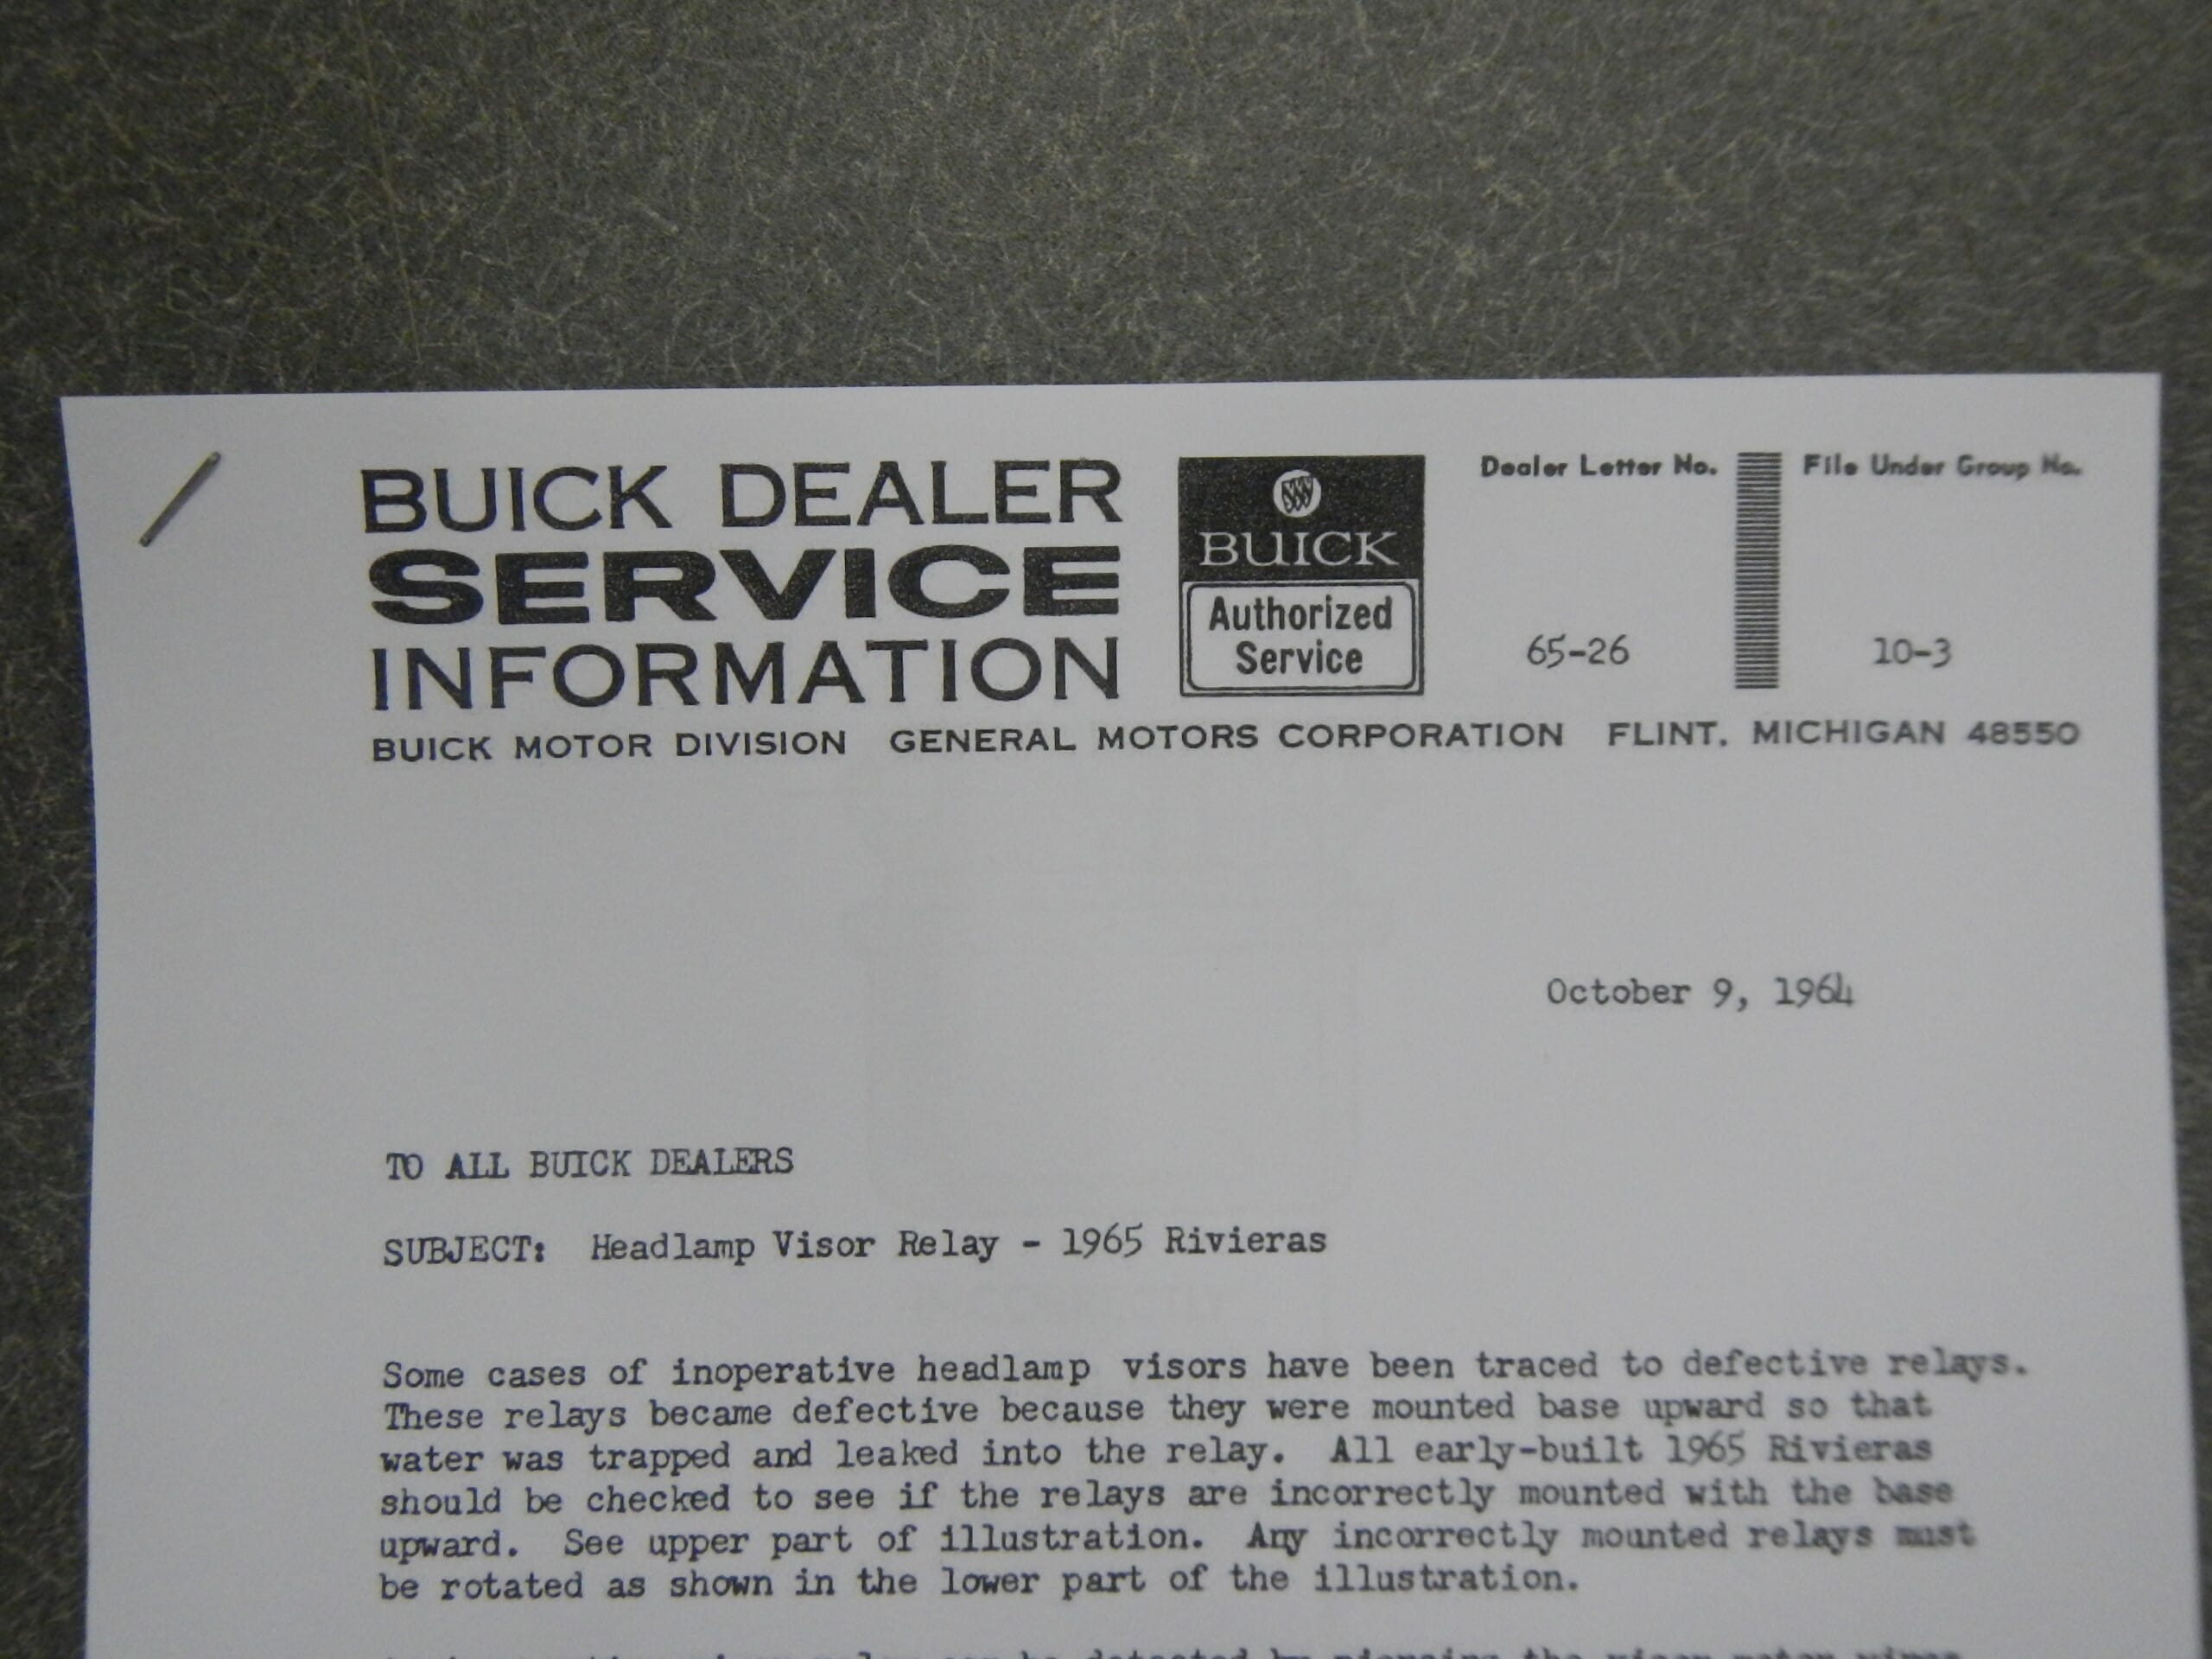 BUICK DEALER
SERVICE
INFORMATION
BUICK
Authorized
Service
Dealer Letter No.
65-26
File Under Group No.
10-3
BUICK MOTOR DIVISION GENERAL MOTORS CORPORATION FLINT. MICHIGAN 48550
October 9, 1964
TO ALL BUICK DEALERS
SUBJECT: Headlamp Visor Relay - 1965 Rivieras
Some cases of inoperative headlamp visors have been traced to defective relays.
These relays became defective because they were mounted base upward so that
water was trapped and leaked into the relay. All early-built 1965 Rivieras
should be checked to see if the relays are incorrectly mounted with the base
upward. See upper part of illustration. Any incorrectly mounted relays must
be rotated as shown in the lower part of the illustration.